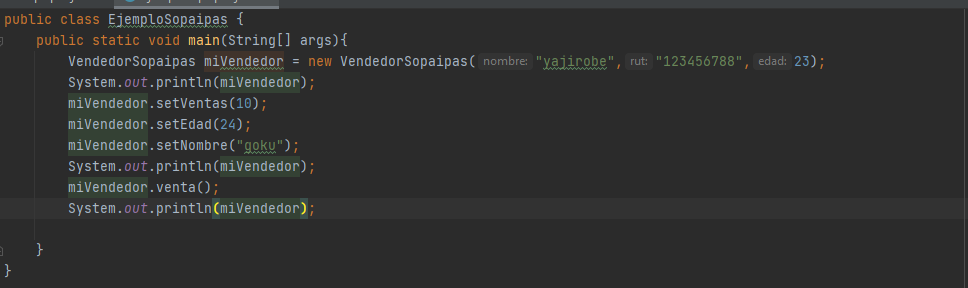 public class EjemploSopaipas {
public static void main(String[] args){
VendedorSopaipas miVendedor = new VendedorSopaipas( nombre: "yajirobe", rut: "123456788", edad: 23);
System.out.println(miVendedor);
miVendedor.setVentas(10);
miVendedor.setEdad(24);
miVendedor.setNombre("goku");
System.out.println(miVendedor);
miVendedor.venta();
System.out.println(miVendedor);
}
}